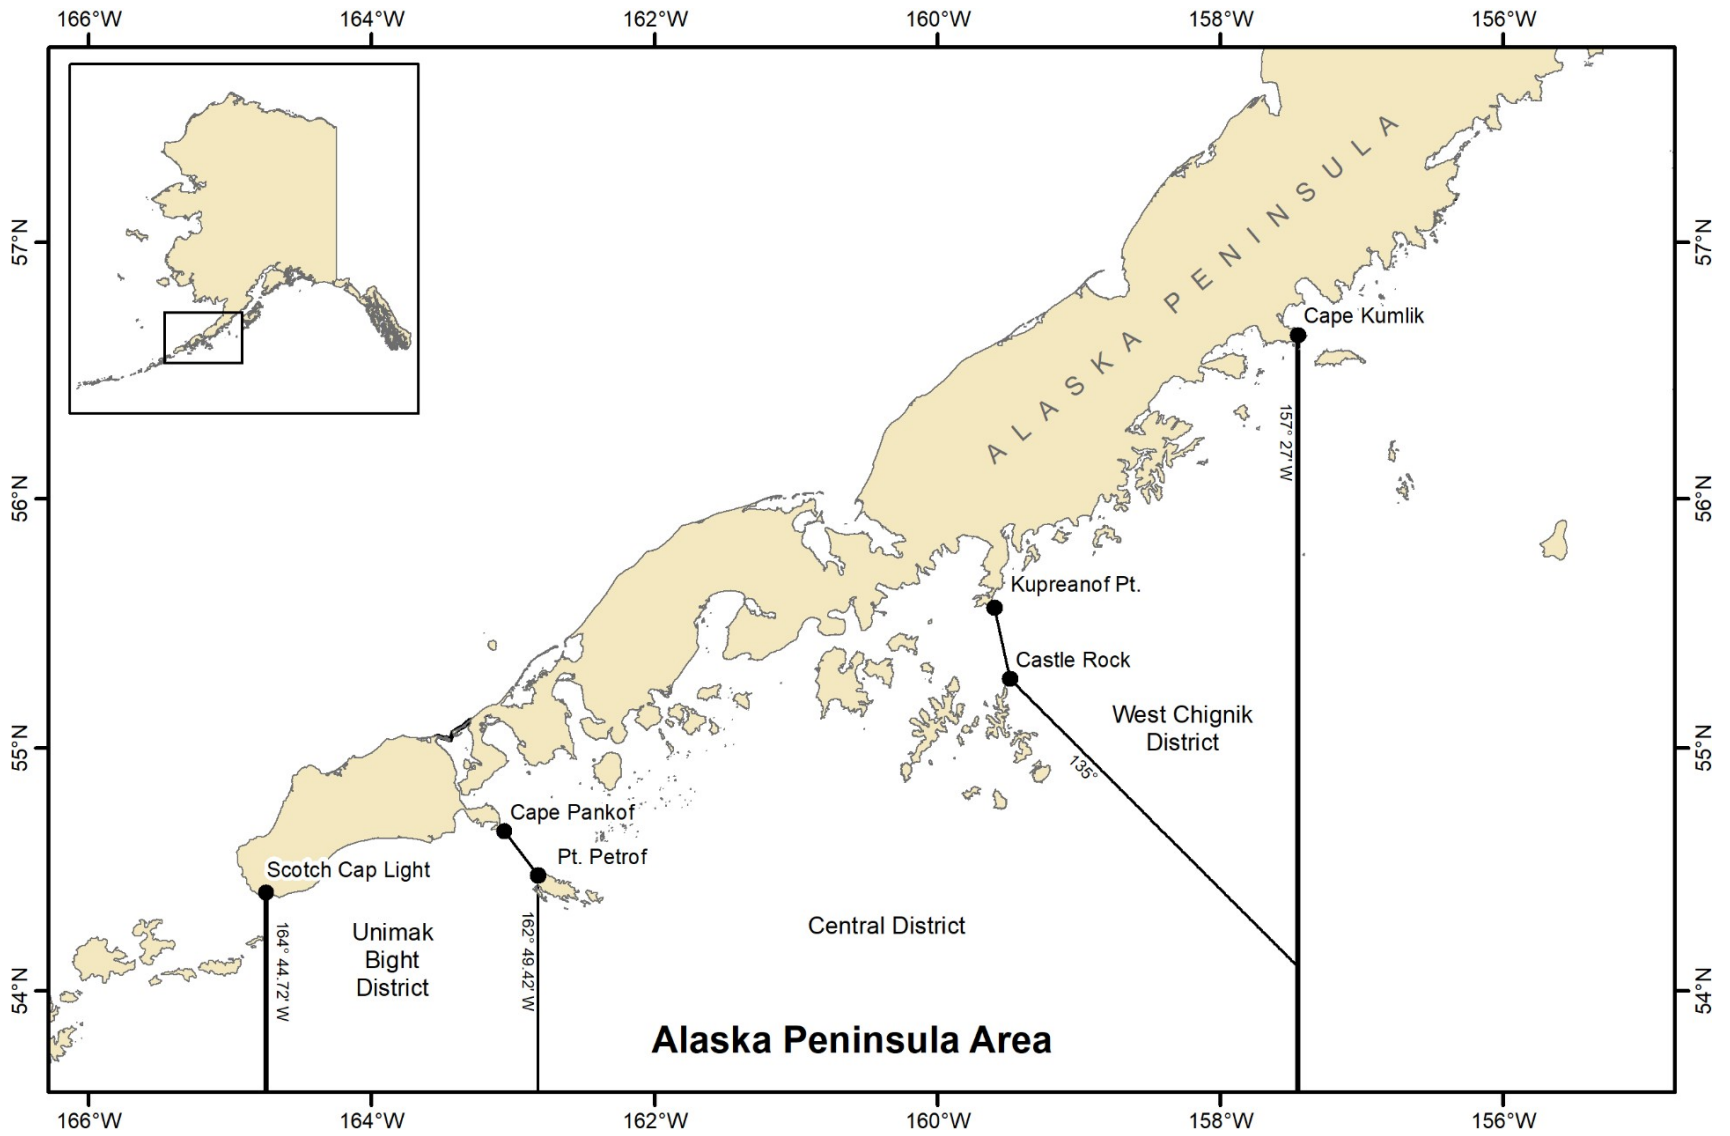 166°W 164°W 162°W 160°W 158°W 156°W
57°N 57°N
ALASKA PENINSULA
Cape Kumlik
157° 27' W
56°N 56°N
Kupreanof Pt.
Castle Rock
West Chignik
District
55°N 55°N
135°
Cape Pankof
Pt. Petrof
Scotch Cap Light
164° 44.72' W
Unimak
Bight
District
162° 49.42' W
Central District
54°N 54°N
Alaska Peninsula Area
166°W 164°W 162°W 160°W 158°W 156°W